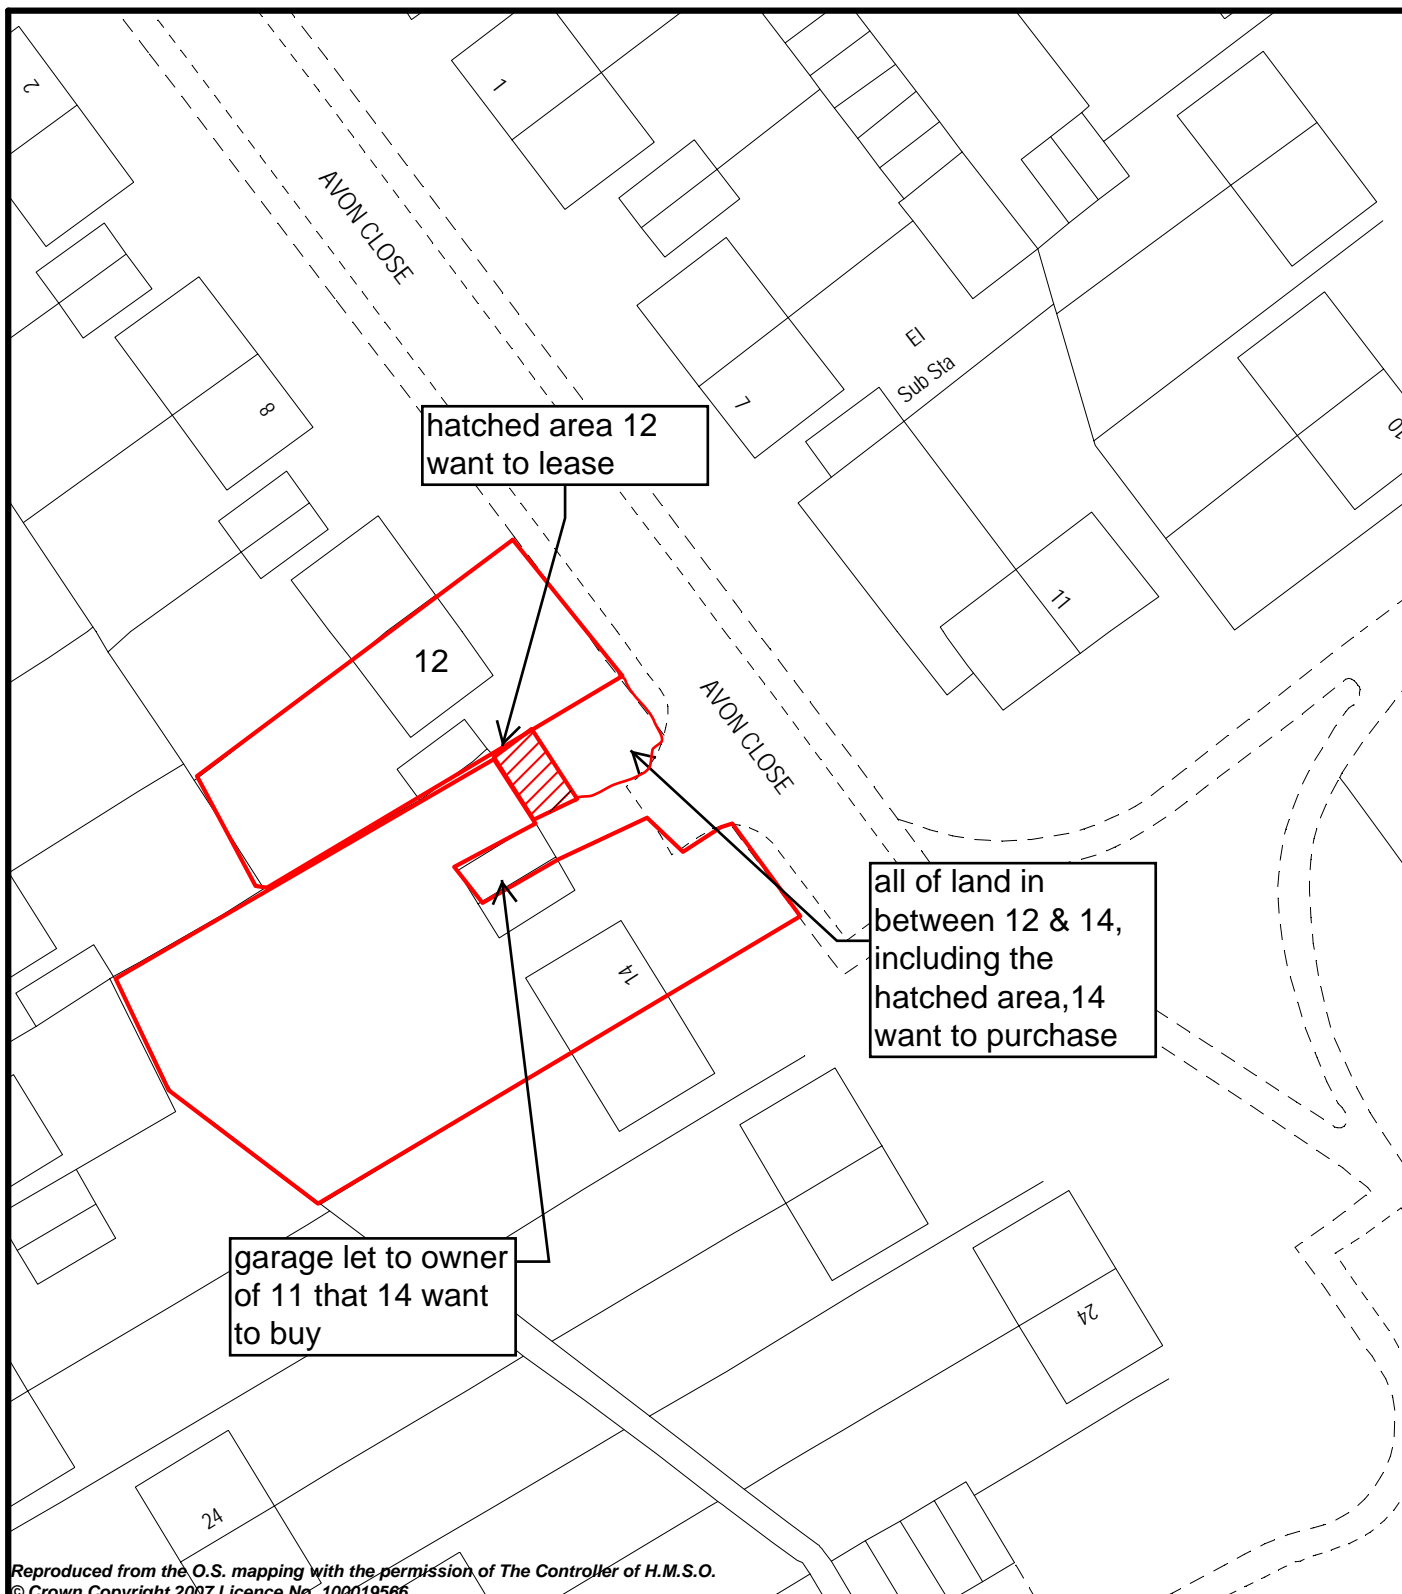 2
1
AVON CLOSE
El
Sub Sta
8
7
10
hatched area 12
want to lease
11
12
AVON CLOSE
all of land in
between 12 & 14,
including the
hatched area,14
want to purchase
14
garage let to owner
of 11 that 14 want
to buy
24
24
Reproduced from the O.S. mapping with the permission of The Controller of H.M.S.O.
© Crown Copyright 2007 Licence No. 100019566